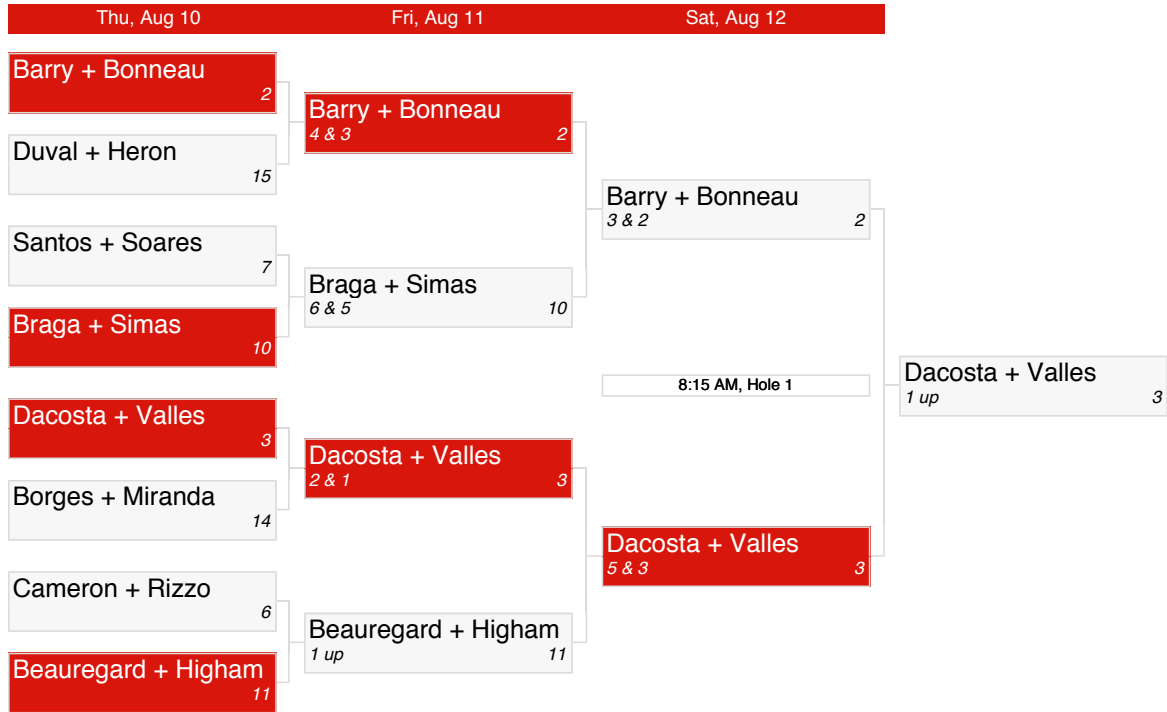 Thu, Aug 10
Fri, Aug 11
Sat, Aug 12
Barry + Bonneau
2
Duval + Heron
15
Santos + Soares
7
Braga + Simas
10
Dacosta + Valles
3
Borges + Miranda
14
Cameron + Rizzo
6
Beauregard + Higham
11
Barry + Bonneau
4 & 3 2
Braga + Simas
6 & 5 10
Dacosta + Valles
2 & 1 3
Beauregard + Higham
1 up 11
Barry + Bonneau
3 & 2 2
8:15 AM, Hole 1
Dacosta + Valles
5 & 3 3
Dacosta + Valles
1 up 3